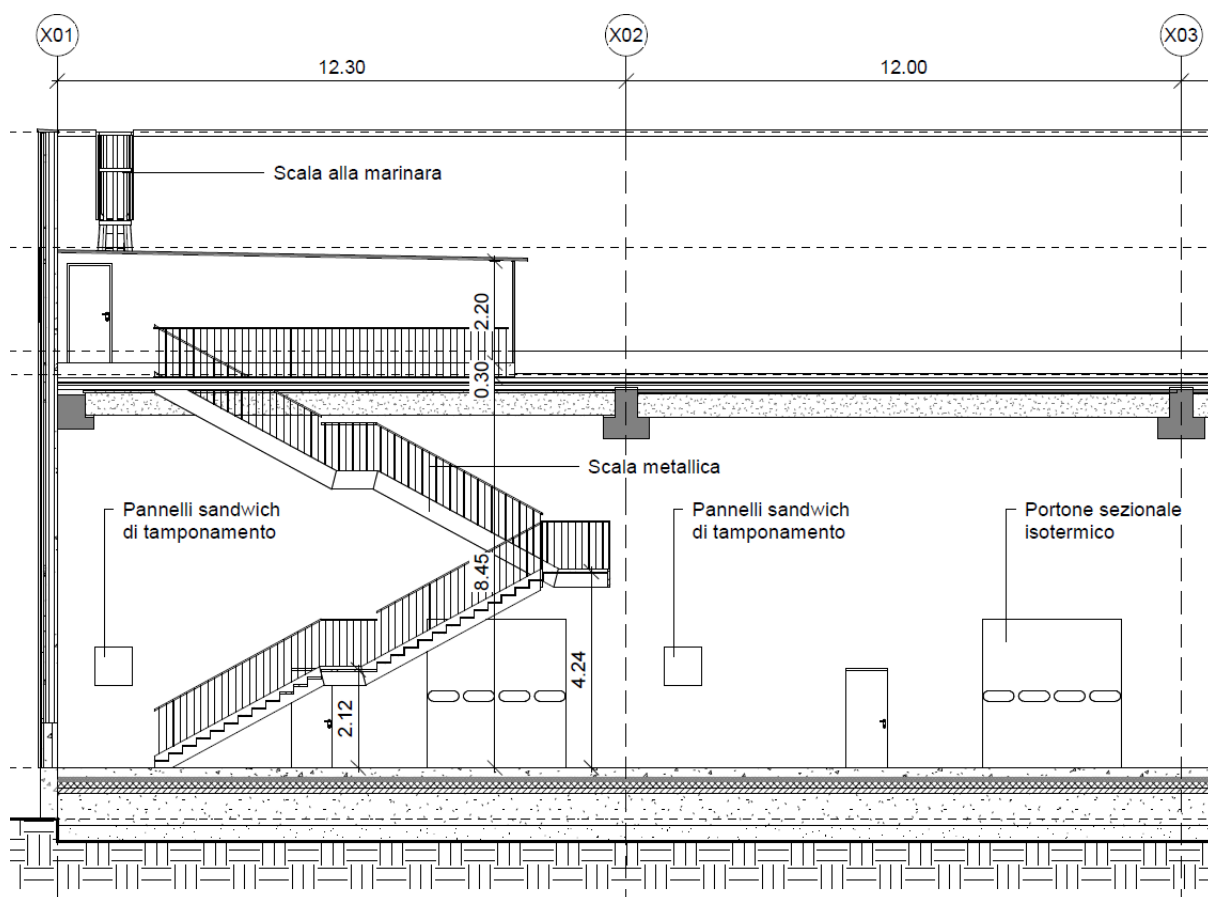 X01
X02
X03
12.30
12.00
Scala alla marinara
2.20
0.30
Scala metallica
Pannelli sandwich
di tamponamento
Pannelli sandwich
di tamponamento
Portone sezionale
isotermico
8.45
4.24
2.12